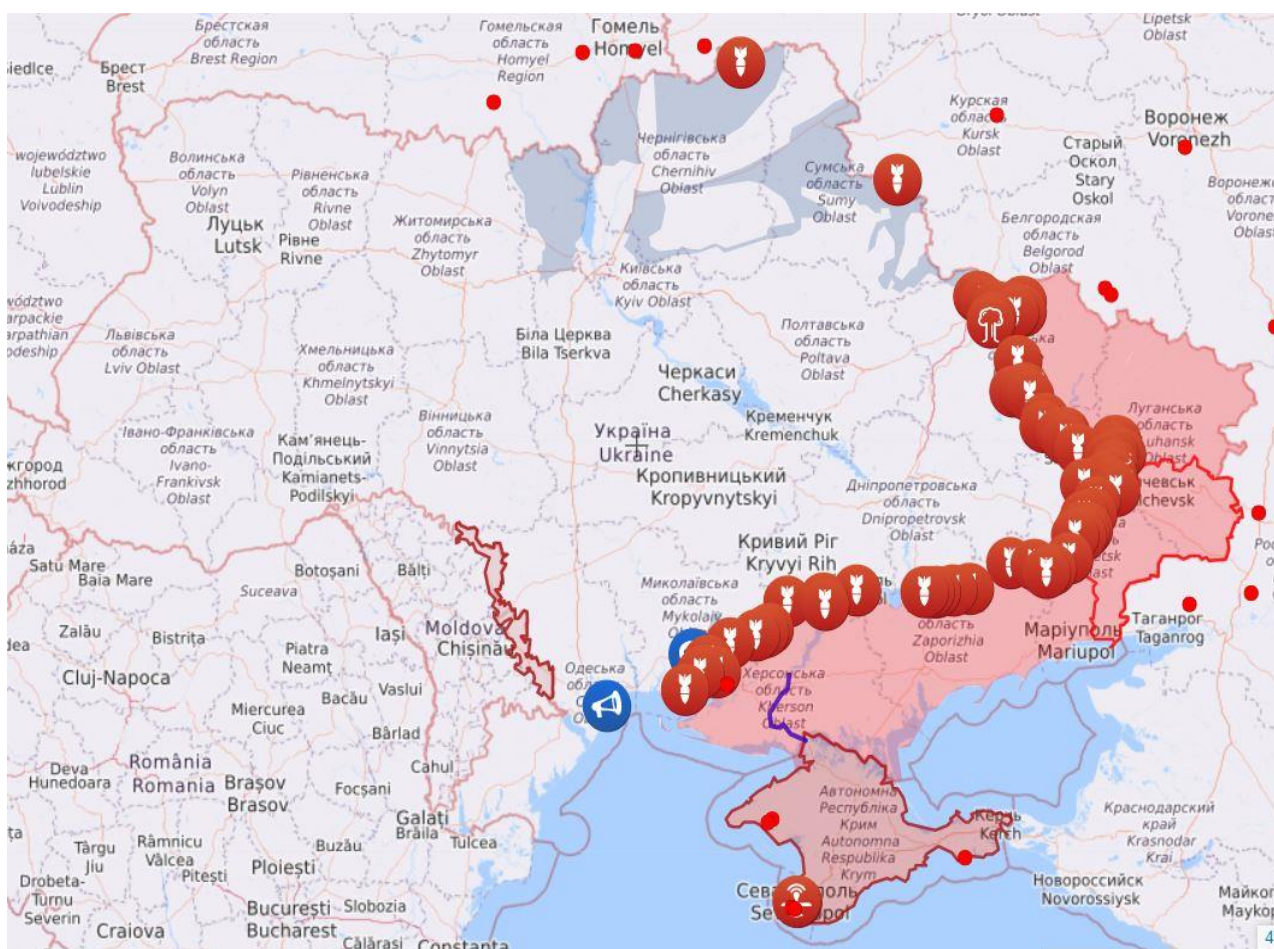 Брестская
область
Brest Region
Брест
Brest
Гомельская
область
Homyel
Region
Гомель
Homyel
Lipetsk
Oblast
Курская
Kursk
Oblast
Воронеж
Voronezh
Старый
Оскол
Stary
Oskol
Белгородская
область
Belgorod
Oblast
województwo
lubelskie
Lublin
Voivodeship
Волинська
область
Volyn
Oblast
Рівненська
область
Rivne
Oblast
Луцьк
Lutsk
Рівне
Rivne
Житомирська
область
Zhytomyr
Oblast
Чернігівська
область
Chernihiv
Oblast
Сумська
область
Sumy
Oblast
Київська
область
Kyiv Oblast
Львівська
область
Lviv Oblast
Хмельницька
область
Khmelnytskyi
Oblast
Біла Церква
Bila Tserkva
Полтавська
область
Poltava
Oblast
Черкаси
Cherkasy
Кременчук
Kremenchuk
Вінницька
область
Vinnytsia
Oblast
Івано-Франківська
область
Ivano-
Frankivsk
Oblast
Кам'янець-
Подільський
Kamianets-
Podilskyi
Україна
Ukraine
Кропивницький
Kropyvnytskyi
Дніпропетровська
область
Dnipropetrovsk
Oblast
Луганська
Кривий Ріг
Kryvyi Rih
Миколаївська
область
Satu Mare
Baia Mare
Botoșani
Bălți
Suceava
Zalău
Bistrița
Iași
Piatra
Neamt
Moldova
Chișinău
Одеська
Cluj-Napoca
Bacău
Vaslui
Miercurea
Ciuc
Bârlad
Херсонська
область
Kherson
Oblast
область
Zaporizhia
Oblast
Маріуполь
Mariupol
Таганрог
Taganrog
Deva
Hunedoara
România
Romania
Brașov
Brasov
Focșani
Cahul
Galați
Brăila
Tulcea
Târgu
Jiu
Râmnicu
Vâlcea
Pitești
Ploiești
Buzău
Автономна
Республіка
Крим
Autonomna
Respublika
Krym
Керчь
Kerch
Краснодарский
край
Krasnodar
Krai
Drobeta-
Turnu
Severin
Craiova
București
Bucharest
Slobozia
Călărași
Constanța
Новороссийск
Novorossiysk
4